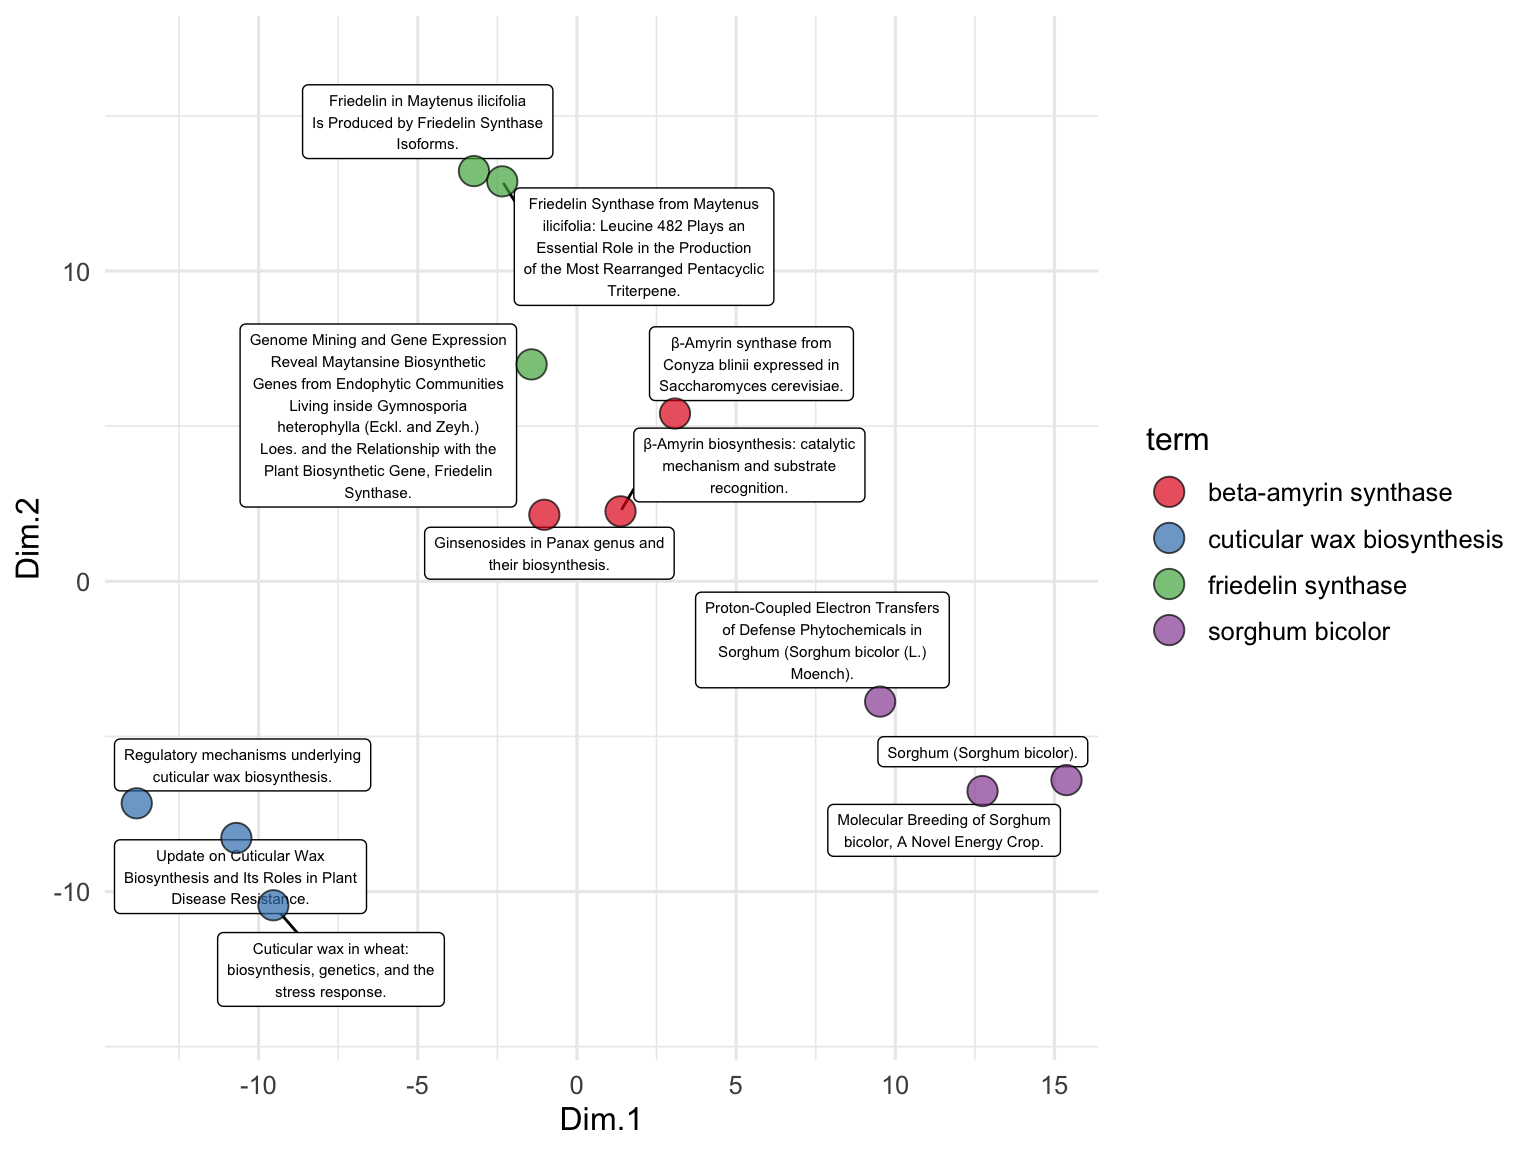 Friedelin in Maytenus ilicifolia
Is Produced by Friedelin Synthase
Isoforms.
Friedelin Synthase from Maytenus
ilicifolia: Leucine 482 Plays an
Essential Role in the Production
of the Most Rearranged Pentacyclic
Triterpene.
Genome Mining and Gene Expression
Reveal Maytansine Biosynthetic
Genes from Endophytic Communities
Living inside Gymnosporia
heterophylla (Eckl. and Zeyh.)
Loes. and the Relationship with the
Plant Biosynthetic Gene, Friedelin
Synthase.
β-Amyrin synthase from
Conyza blinii expressed in
Saccharomyces cerevisiae.
β-Amyrin biosynthesis: catalytic
mechanism and substrate
recognition.
Ginsenosides in Panax genus and
their biosynthesis.
Proton-Coupled Electron Transfers
of Defense Phytochemicals in
Sorghum (Sorghum bicolor (L.)
Moench).
Sorghum (Sorghum bicolor).
Molecular Breeding of Sorghum
bicolor, A Novel Energy Crop.
Regulatory mechanisms underlying
cuticular wax biosynthesis.
Update on Cuticular Wax
Biosynthesis and Its Roles in Plant
Disease Resistance.
Cuticular wax in wheat:
biosynthesis, genetics, and the
stress response.
10
0
-10
Dim.2
-10 -5 0 5 10 15
Dim.1
term
beta-amyrin synthase
cuticular wax biosynthesis
friedelin synthase
sorghum bicolor